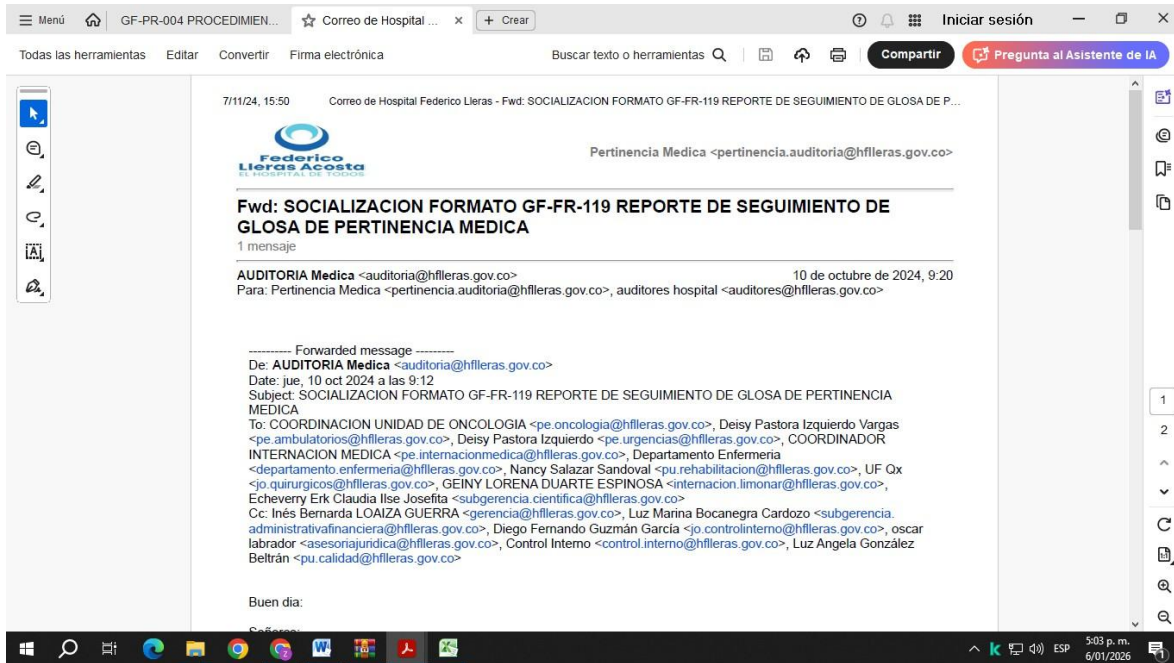 Menú
GF-PR-004 PROCEDIMIEN...
Correo de Hospital ...
Crear
Iniciar sesión
Todas las herramientas
Editar
Convertir
Firma electrónica
Buscar texto o herramientas
Compartir
Pregunta al Asistente de IA
7/11/24, 15:50
Correo de Hospital Federico Lleras - Fwd: SOCIALIZACION FORMATO GF-FR-119 REPORTE DE SEGUIMIENTO DE GLOSA DE P...
Federico
Lleras Acosta
EL HOSPITAL DE TODOS
Pertinencia Medica <pertinencia.auditoria@hflleras.gov.co>
Fwd: SOCIALIZACION FORMATO GF-FR-119 REPORTE DE SEGUIMIENTO DE
GLOSA DE PERTINENCIA MEDICA
1 mensaje
AUDITORIA Medica <auditoria@hflleras.gov.co>
10 de octubre de 2024, 9:20
Para: Pertinencia Medica <pertinencia.auditoria@hflleras.gov.co>, auditores hospital <auditores@hflleras.gov.co>
---------- Forwarded message ---------
De: AUDITORIA Medica <auditoria@hflleras.gov.co>
Date: jue, 10 oct 2024 a las 9:12
Subject: SOCIALIZACION FORMATO GF-FR-119 REPORTE DE SEGUIMIENTO DE GLOSA DE PERTINENCIA
MEDICA
To: COORDINACION UNIDAD DE ONCOLOGIA <pe.oncologia@hflleras.gov.co>, Deisy Pastora Izquierdo Vargas
<pe.ambulatorios@hflleras.gov.co>, Deisy Pastora Izquierdo <pe.urgencias@hflleras.gov.co>, COORDINADOR
INTERNACION MEDICA <pe.internacionmedica@hflleras.gov.co>, Departamento Enfermeria
<departamento.enfermeria@hflleras.gov.co>, Nancy Salazar Sandoval <pu.rehabilitacion@hflleras.gov.co>, UF Qx
<jo.quirurgicos@hflleras.gov.co>, GEINY LORENA DUARTE ESPINOSA <internacion.limonar@hflleras.gov.co>,
Echeverry Erk Claudia Ilse Josefita <subgerencia.cientifica@hflleras.gov.co>
Cc: Inés Bernarda LOAIZA GUERRA <gerencia@hflleras.gov.co>, Luz Marina Bocanegra Cardozo <subgerencia.
administrativafinanciera@hflleras.gov.co>, Diego Fernando Guzmán García <jo.controlinterno@hflleras.gov.co>, oscar
labrador <asesoriajuridica@hflleras.gov.co>, Control Interno <control.interno@hflleras.gov.co>, Luz Angela González
Beltrán <pu.calidad@hflleras.gov.co>
Buen dia:
1
2
ESP
5:03 p. m.
6/01/2026